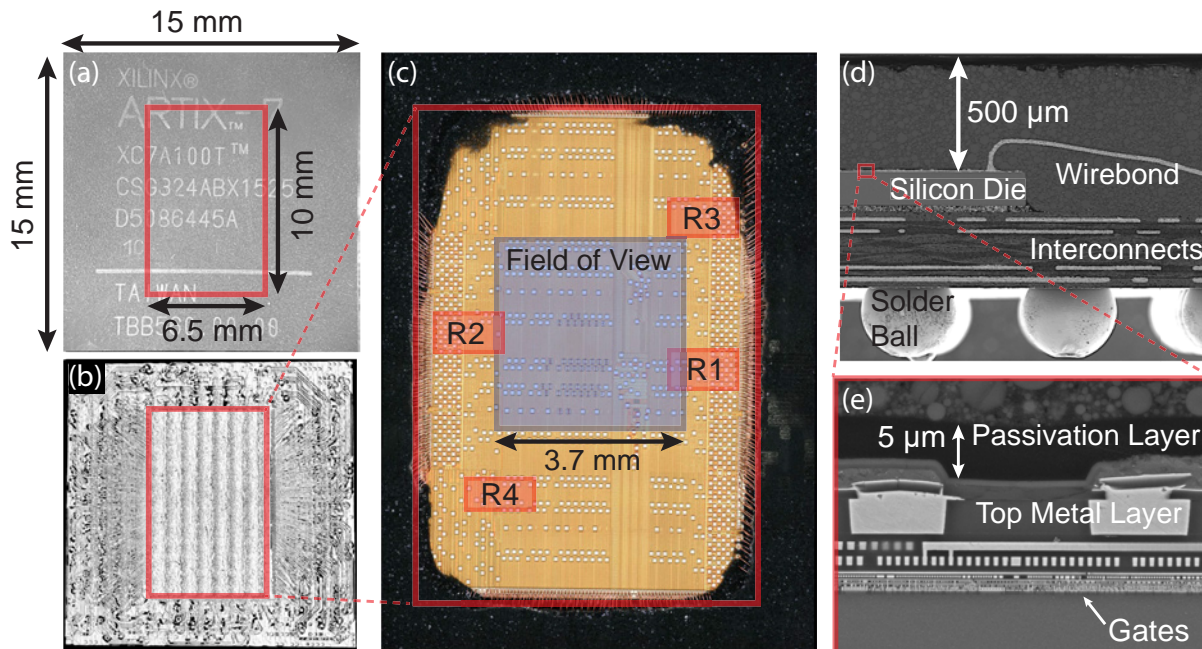 15 mm
15 mm
(a)
XILINX®
ARTIX-7™
XC7A100T™
CSG324ABX1525
D5086445A
10 mm
TAIWAN
6.5 mm
(b)
(c)
R3
Field of View
R2
R1
3.7 mm
R4
(d)
500 µm
Wirebond
Silicon Die
Interconnects
Solder
Ball
(e)
5 µm
Passivation Layer
Top Metal Layer
Gates